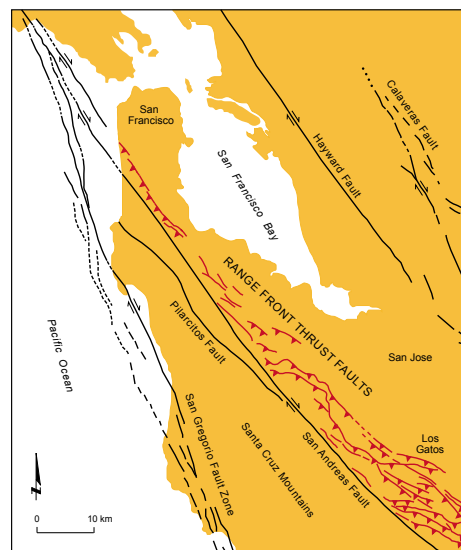 San
Francisco
San Francisco Bay
Hayward Fault
Calaveras Fault
RANGE FRONT THRUST FAULTS
Pilarcitos Fault
Pacific Ocean
San Jose
San Gregorio Fault Zone
Santa Cruz Mountains
San Andreas Fault
Los
Gatos
N
0 10 km